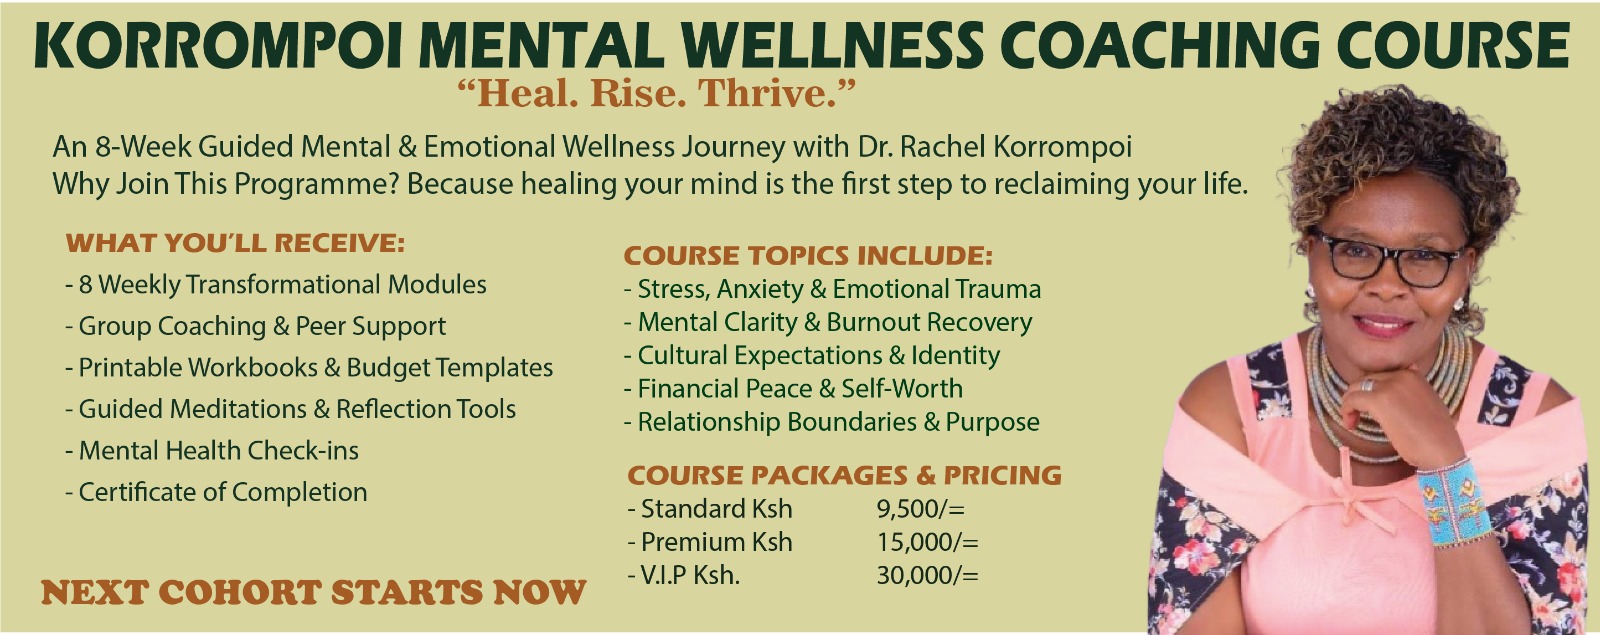 KORROMPOI MENTAL WELLNESS COACHING COURSE
“Heal. Rise. Thrive.”
An 8-Week Guided Mental & Emotional Wellness Journey with Dr. Rachel Korrompoi
Why Join This Programme? Because healing your mind is the first step to reclaiming your life.
WHAT YOU’LL RECEIVE:
- 8 Weekly Transformational Modules
- Group Coaching & Peer Support
- Printable Workbooks & Budget Templates
- Guided Meditations & Reflection Tools
- Mental Health Check-ins
- Certificate of Completion
NEXT COHORT STARTS NOW
COURSE TOPICS INCLUDE:
- Stress, Anxiety & Emotional Trauma
- Mental Clarity & Burnout Recovery
- Cultural Expectations & Identity
- Financial Peace & Self-Worth
- Relationship Boundaries & Purpose
COURSE PACKAGES & PRICING
- Standard Ksh 9,500/=
- Premium Ksh 15,000/=
- V.I.P Ksh. 30,000/=